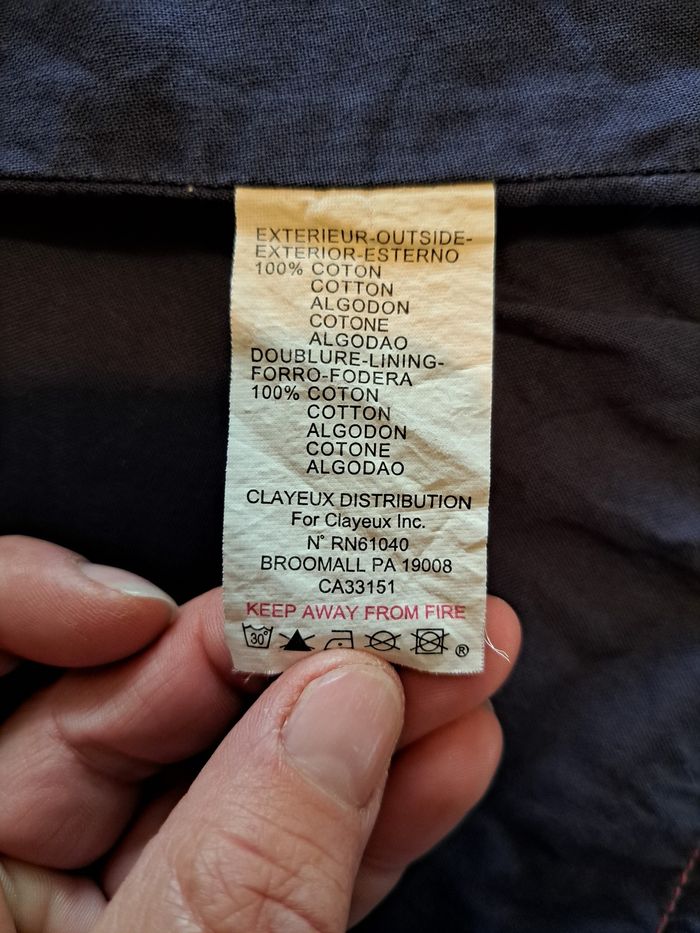 EXTERIEUR-OUTSIDE-
EXTERIOR-ESTERNO
100% COTON
COTTON
ALGODON
COTONE
ALGODAO
DOUBLURE-LINING-
FORRO-FODERA
100% COTON
COTTON
ALGODON
COTONE
ALGODAO
CLAYEUX DISTRIBUTION
For Clayeux Inc.
N° RN61040
BROOMALL PA 19008
CA33151
KEEP AWAY FROM FIRE
30° ®